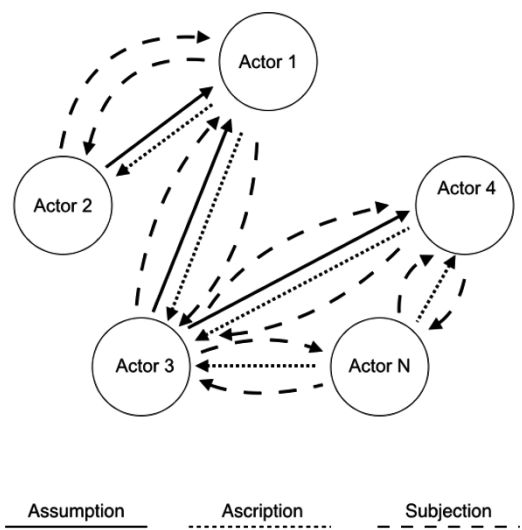 Actor 1
Actor 4
Actor 2
Actor 3
Actor N
Assumption Ascription Subjection